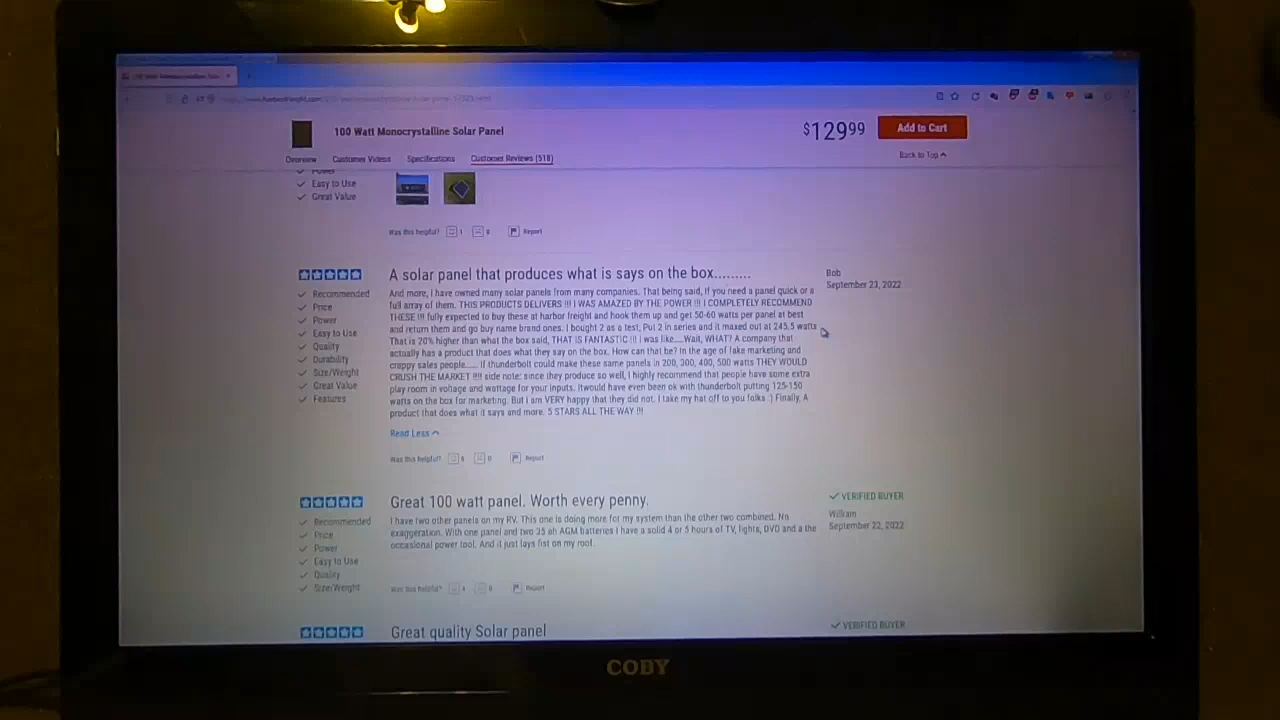 100 Watt Monocrystalline Solar Panel
$129.99
Add to Cart
Overview Customer Videos Specifications Customer Reviews (518)
Back to Top
Power
Easy to Use
Great Value
Was this helpful? 1 Report
A solar panel that produces what is says on the box.........
Bob
September 23, 2022
Recommended
Price
Power
Easy to Use
Quality
Durability
Size/Weight
Great Value
Features
And more, I have owned many solar panels from many companies. That being said, If you need a panel quick or a
full array of them. THIS PRODUCTS DELIVERS !!! I WAS AMAZED BY THE POWER !!! I COMPLETELY RECOMMEND
THESE !!! fully expected to buy these at harbor freight and hook them up and get 50-60 watts per panel at best
and return them and go buy name brand ones. I bought 2 as a test, Put 2 in series and it maxed out at 245.5 watts
That is 20% higher than what the box said, THAT IS FANTASTIC !!! I was like.....Wait, WHAT? A company that
actually has a product that does what they say on the box. How can that be? In the age of fake marketing and
crappy sales people...... If thunderbolt could make these same panels in 200, 300, 400, 500 watts THEY WOULD
CRUSH THE MARKET !!!! side note: since they produce so well, I highly recommend that people have some extra
play room in voltage and wattage for your inputs. Itwould have even been ok with thunderbolt putting 125-150
watts on the box for marketing. But i am VERY happy that they did not. I take my hat off to you folks :) Finally, A
product that does what it says and more. 5 STARS ALL THE WAY !!!
Read Less
Was this helpful? 0 Report
Great 100 watt panel. Worth every penny.
VERIFIED BUYER
William
September 22, 2022
Recommended
Price
Power
Easy to Use
Quality
Size/Weight
I have two other panels on my RV. This one is doing more for my system than the other two combined. No
exaggeration. With one panel and two 35 ah AGM batteries I have a solid 4 or 5 hours of TV, lights, DVD and a the
occasional power tool. And it just lays fist on my roof.
Was this helpful? 4 0 Report
Great quality Solar panel
VERIFIED BUYER
COBY